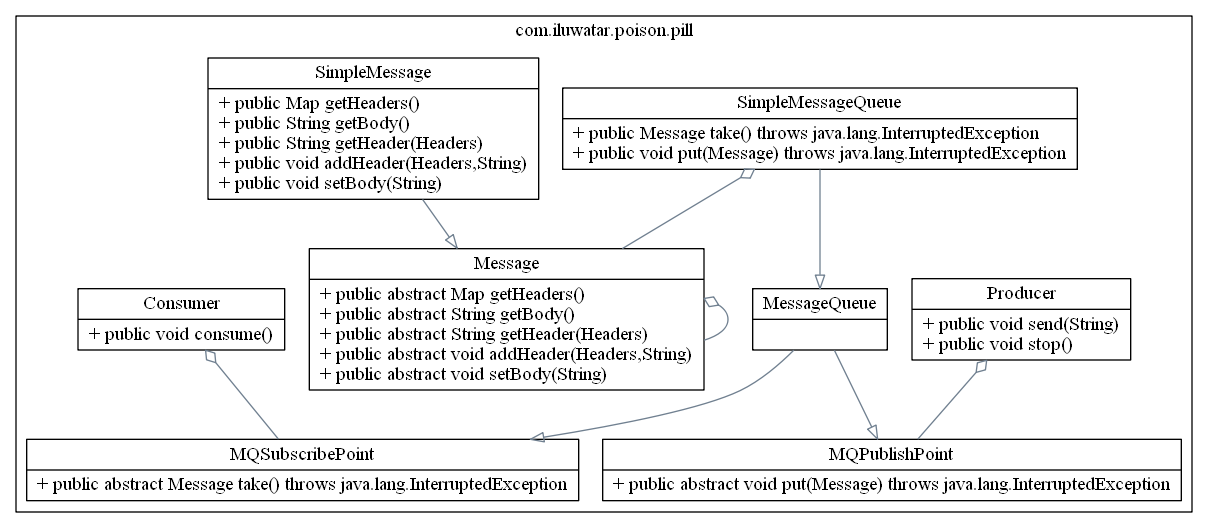 com.iluwatar.poison.pill
SimpleMessage
+ public Map getHeaders()
+ public String getBody()
+ public String getHeader(Headers)
+ public void addHeader(Headers,String)
+ public void setBody(String)
SimpleMessageQueue
+ public Message take() throws java.lang.InterruptedException
+ public void put(Message) throws java.lang.InterruptedException
Consumer
+ public void consume()
Message
+ public abstract Map getHeaders()
+ public abstract String getBody()
+ public abstract String getHeader(Headers)
+ public abstract void addHeader(Headers,String)
+ public abstract void setBody(String)
MessageQueue
Producer
+ public void send(String)
+ public void stop()
MQSubscribePoint
+ public abstract Message take() throws java.lang.InterruptedException
MQPublishPoint
+ public abstract void put(Message) throws java.lang.InterruptedException